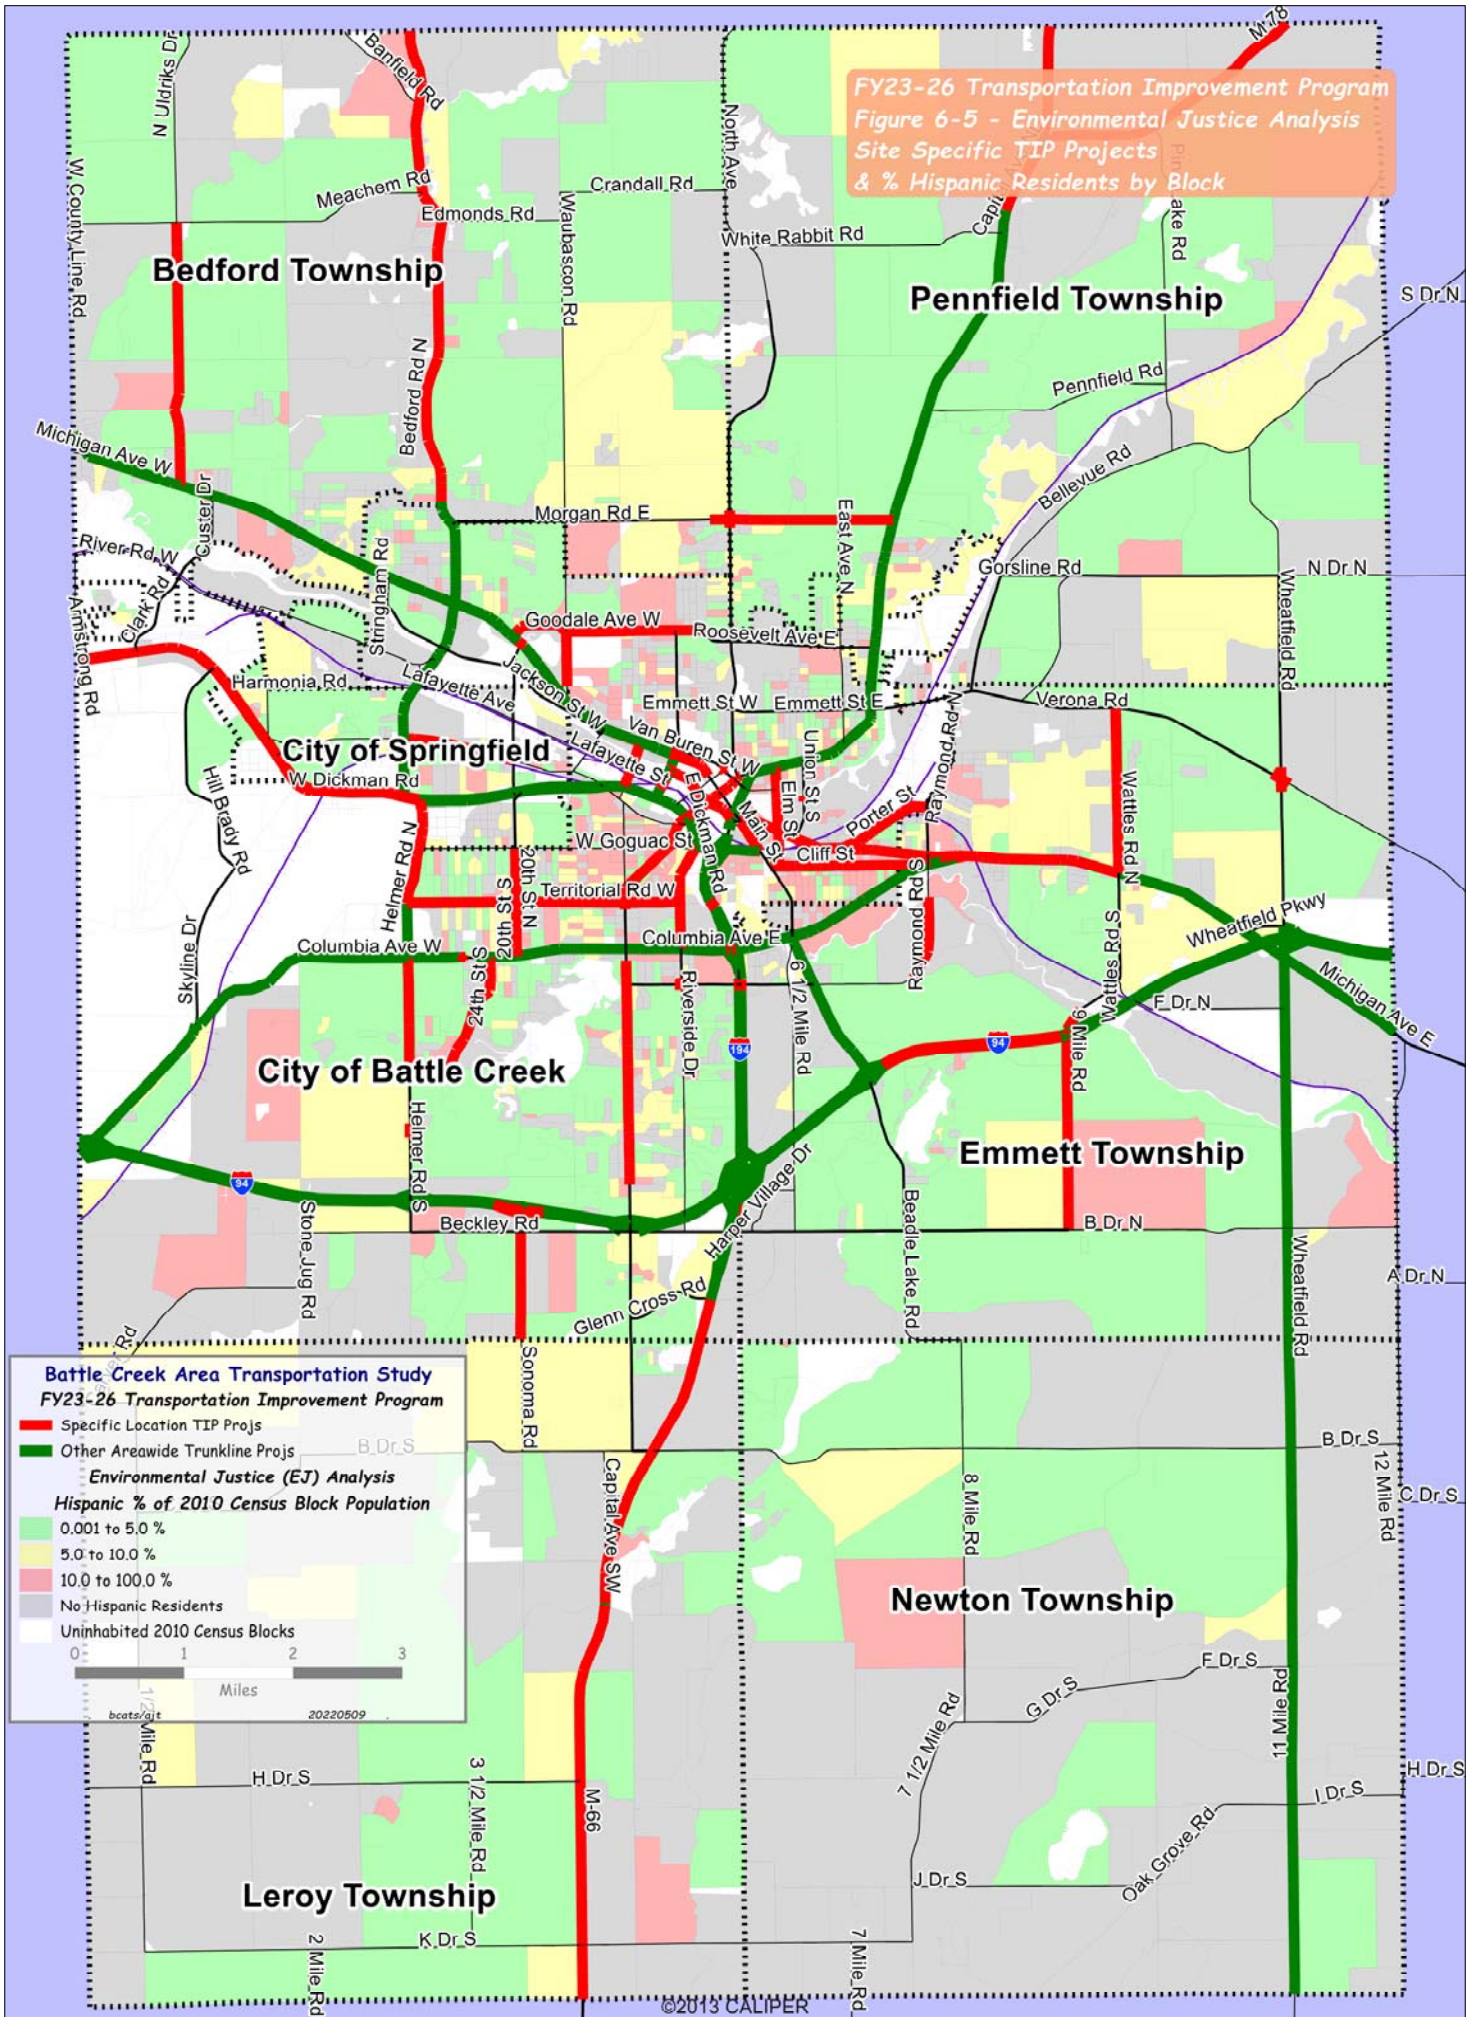 M-78
Banfield Rd
N Uldriks Dr
FY23-26 Transportation Improvement Program
Figure 6-5 - Environmental Justice Analysis
Site Specific TIP Projects
& % Hispanic Residents by Block
North Ave
W County Line Rd
Meachem Rd
Crandall Rd
Edmonds Rd
Waubascon Rd
White Rabbit Rd
Bedford Township
Pennfield Township
S Dr N
Bedford Rd N
Pennfield Rd
Michigan Ave W
Bellevue Rd
Custer Dr
Morgan Rd E
East Ave N
River Rd W
Stringham Rd
Gorsline Rd
N Dr N
Wheatfield Rd
Armstrong Rd
Clark Rd
Goodale Ave W
Roosevelt Ave E
Harmonia Rd
Lafayette Ave
Jackson St W
Emmett St W
Emmett St E
Verona Rd
Raymond Rd N
Van Buren St W
Union St S
City of Springfield
Lafayette St
W Dickman Rd
Hill Brady Rd
E Dickman Rd
Main St
Elm St
Porter St
Wattles Rd N
W Goguac St
Cliff St
Helmer Rd N
20th St S
20th St N
Territorial Rd W
Raymond Rd S
Skyline Dr
Columbia Ave W
Columbia Ave E
Wheatfield Pkwy
Wattles Rd S
24th St S
Riverside Dr
6 1/2 Mile Rd
F Dr N
Michigan Ave E
194
94
9 Mile Rd
City of Battle Creek
Helmer Rd S
Emmett Township
94
Stone Jug Rd
Beckley Rd
Harper Village Dr
Beadle Lake Rd
B Dr N
Wheatfield Rd
A Dr N
Glenn Cross Rd
Sonoma Rd
Battle Creek Area Transportation Study
FY23-26 Transportation Improvement Program
Specific Location TIP Projs
Other Areawide Trunkline Projs
B Dr S
Environmental Justice (EJ) Analysis
Hispanic % of 2010 Census Block Population
0.001 to 5.0 %
5.0 to 10.0 %
10.0 to 100.0 %
No Hispanic Residents
Uninhabited 2010 Census Blocks
0 1 2 3
Miles
bcats/ajt 20220509
B Dr S
12 Mile Rd
C Dr S
Capital Ave SW
8 Mile Rd
Newton Township
F Dr S
G Dr S
11 Mile Rd
7 1/2 Mile Rd
1/2 Mile Rd
H Dr S
H Dr S
3 1/2 Mile Rd
M-66
I Dr S
Oak Grove Rd
J Dr S
Leroy Township
K Dr S
2 Mile Rd
7 Mile Rd
©2013 CALIPER